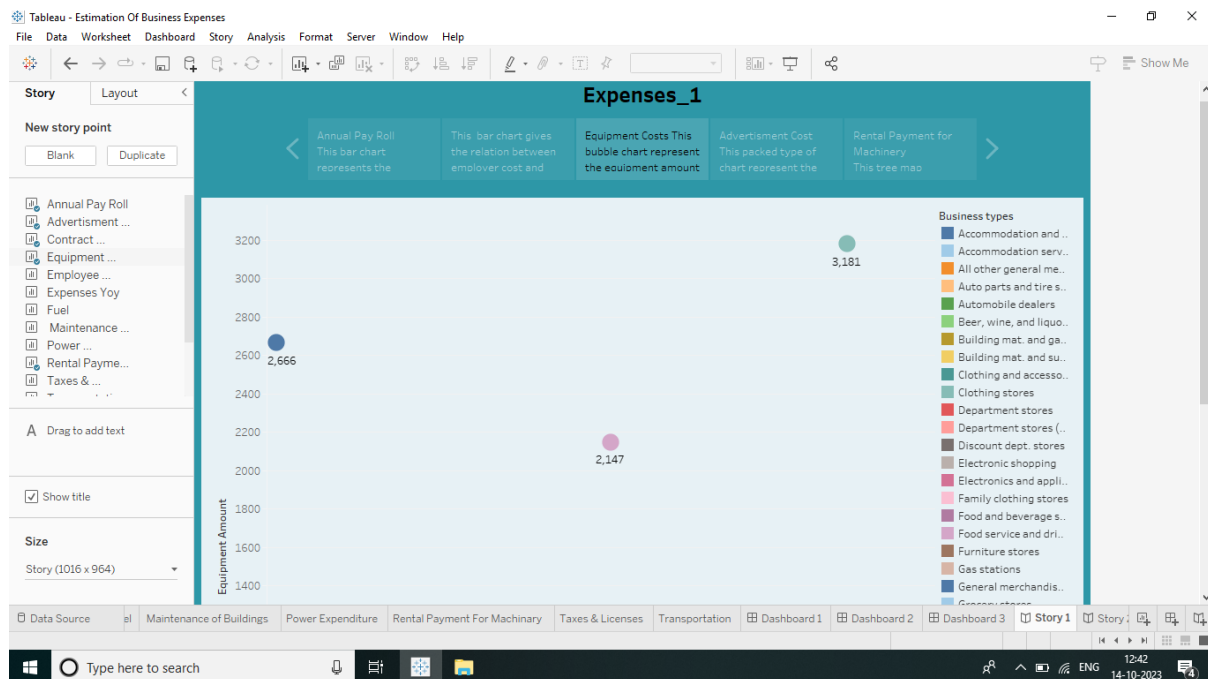 Tableau - Estimation Of Business Expenses
File Data Worksheet Dashboard Story Analysis Format Server Window Help
Show Me
Story Layout
New story point
Blank Duplicate
Annual Pay Roll
Advertisment ...
Contract ...
Equipment ...
Employee ...
Expenses Yoy
Fuel
Maintenance ...
Power ...
Rental Payme...
Taxes & ...
A Drag to add text
Show title
Size
Story (1016 x 964)
Expenses_1
Annual Pay Roll
This bar chart
represents the
This bar chart gives
the relation between
employer cost and
Equipment Costs This
bubble chart represent
the equipment amount
Advertisment Cost
This packed type of
chart represent the
Rental Payment for
Machinery
This tree map
3200
3000
2800
2600
2400
2200
2000
1800
1600
1400
Equipment Amount
3,181
2,666
2,147
Business types
Accommodation and ..
Accommodation serv..
All other general me..
Auto parts and tire s..
Automobile dealers
Beer, wine, and liquo..
Building mat. and ga..
Building mat. and su..
Clothing and accesso..
Clothing stores
Department stores
Department stores (..
Discount dept. stores
Electronic shopping
Electronics and appli..
Family clothing stores
Food and beverage s..
Food service and dri..
Furniture stores
Gas stations
General merchandis..
Grocery stores
Data Source el Maintenance of Buildings Power Expenditure Rental Payment For Machinary Taxes & Licenses Transportation Dashboard 1 Dashboard 2 Dashboard 3 Story 1 Story 2
Type here to search
ENG
12:42
14-10-2023
4